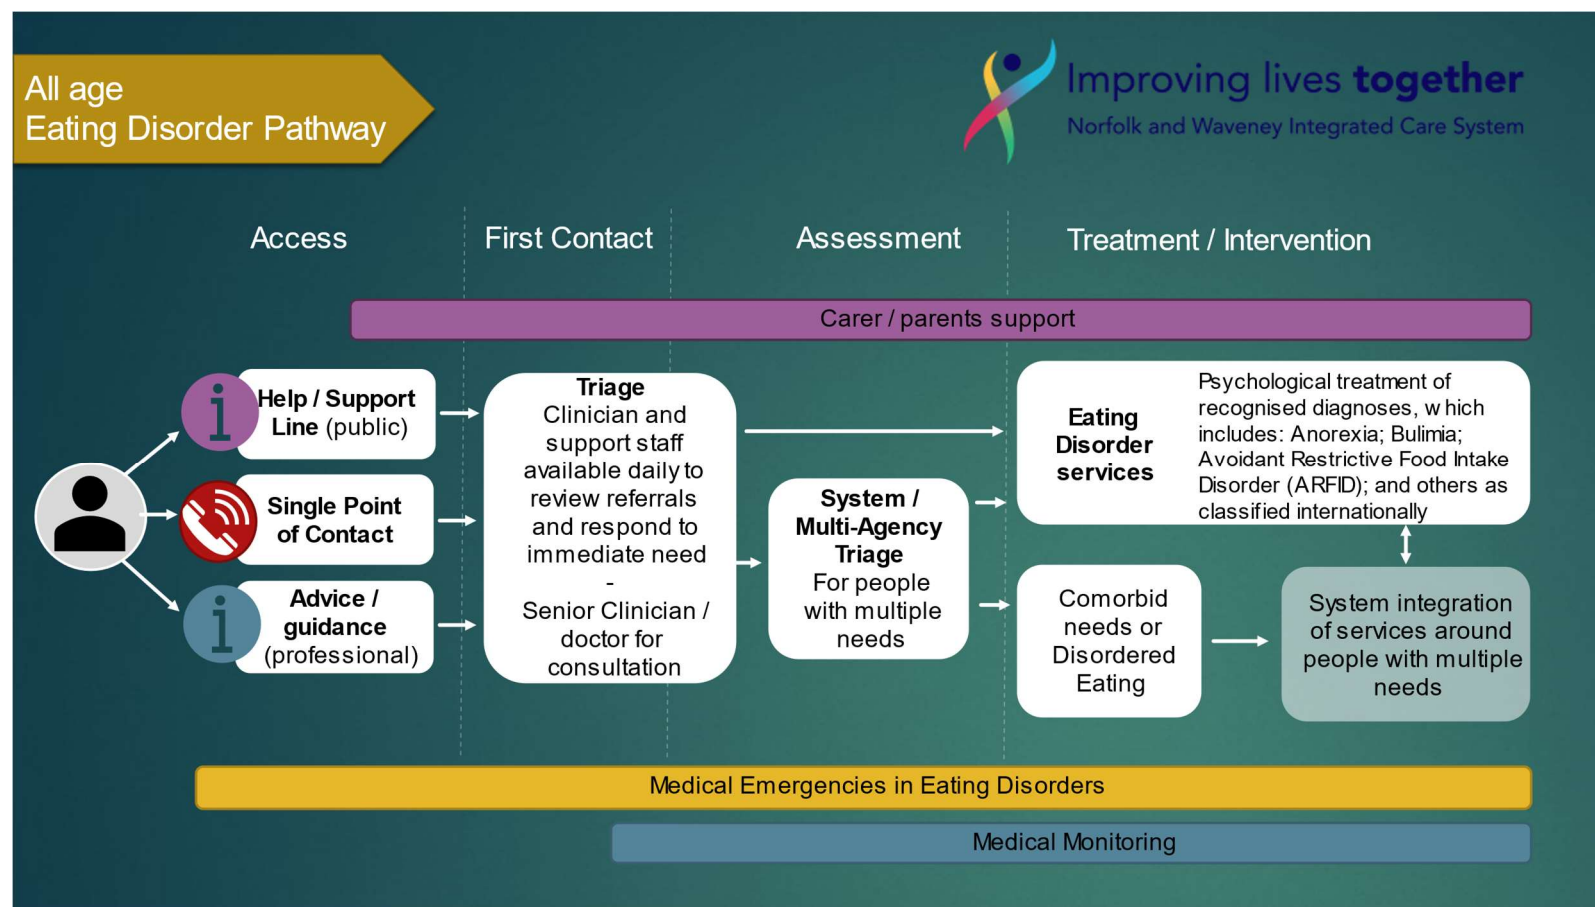 All age
Eating Disorder Pathway
Improving lives together
Norfolk and Waveney Integrated Care System
Access
First Contact
Assessment
Treatment / Intervention
Carer / parents support
Help / Support
Line (public)
Single Point
of Contact
Advice /
guidance
(professional)
Triage
Clinician and
support staff
available daily to
review referrals
and respond to
immediate need
-
Senior Clinician /
doctor for
consultation
System /
Multi-Agency
Triage
For people
with multiple
needs
Eating
Disorder
services
Psychological treatment of
recognised diagnoses, which
includes: Anorexia; Bulimia;
Avoidant Restrictive Food Intake
Disorder (ARFID); and others as
classified internationally
Comorbid
needs or
Disordered
Eating
System integration
of services around
people with multiple
needs
Medical Emergencies in Eating Disorders
Medical Monitoring